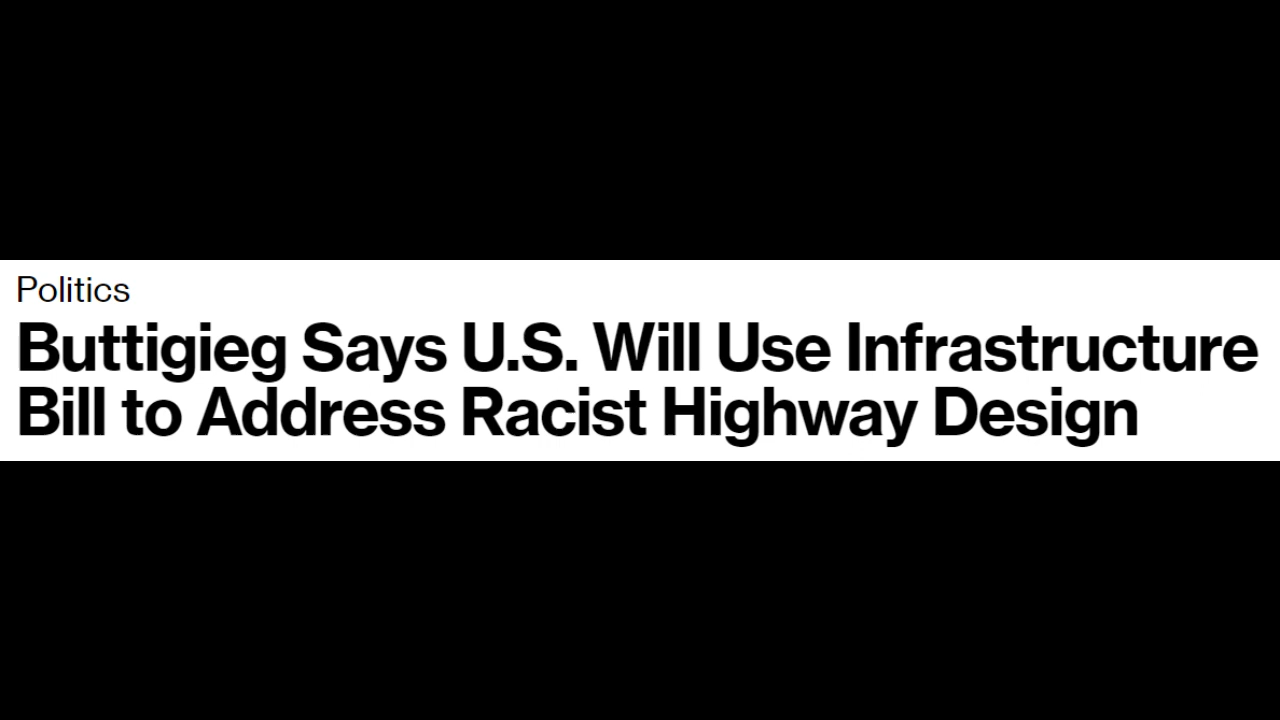 Politics
Buttigieg Says U.S. Will Use Infrastructure
Bill to Address Racist Highway Design